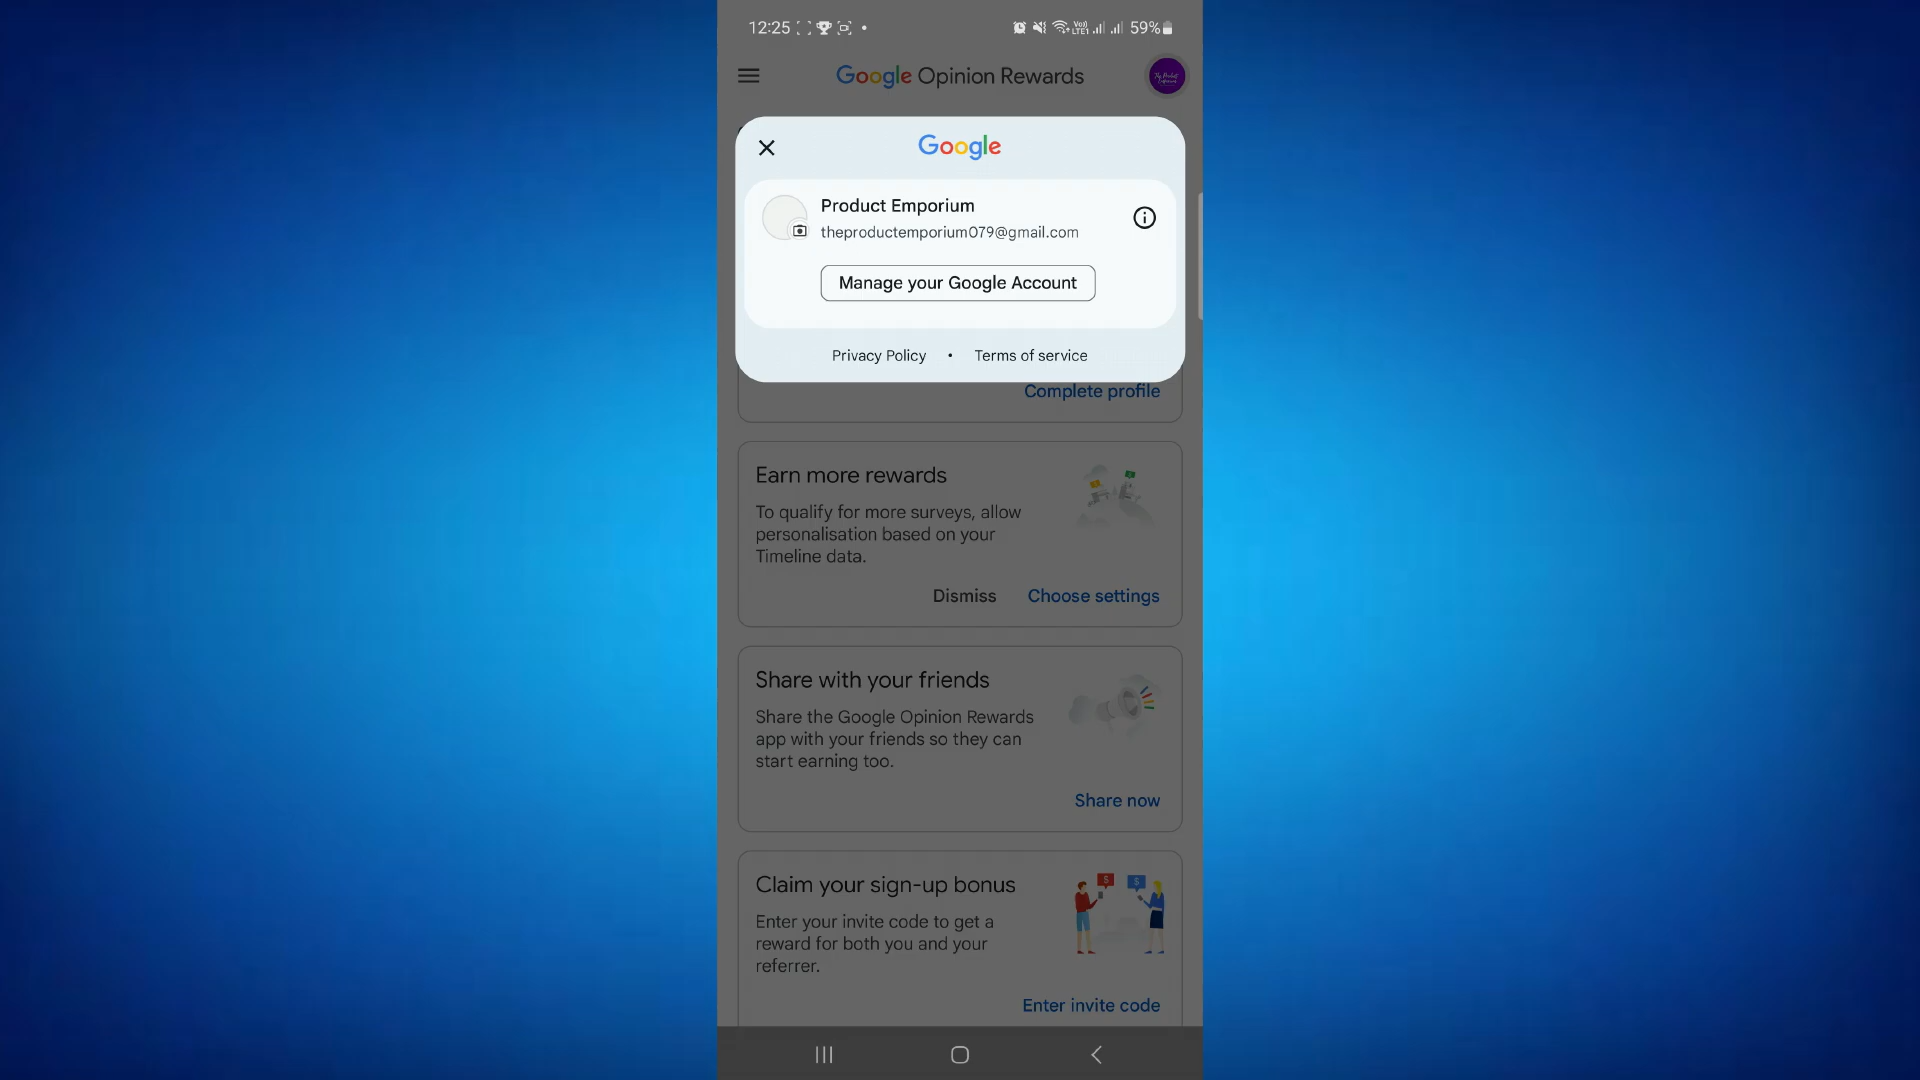 12:25 59%
Google Opinion Rewards
Google
Product Emporium
theproductemporium079@gmail.com
Manage your Google Account
Privacy Policy • Terms of service
Complete profile
Earn more rewards
To qualify for more surveys, allow
personalisation based on your
Timeline data.
Dismiss Choose settings
Share with your friends
Share the Google Opinion Rewards
app with your friends so they can
start earning too.
Share now
Claim your sign-up bonus
Enter your invite code to get a
reward for both you and your
referrer.
Enter invite code